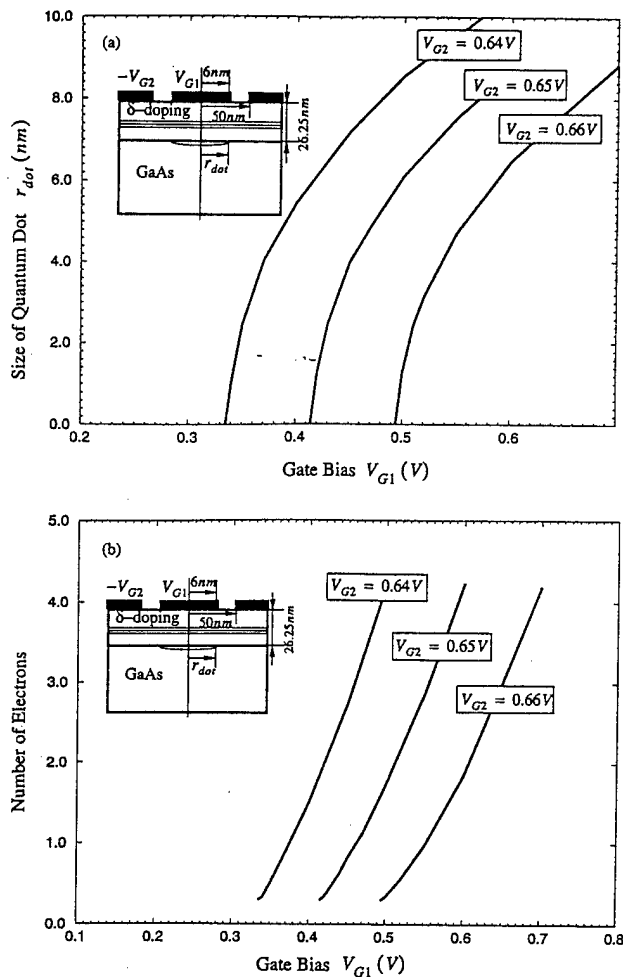 (a)
10.0
8.0
6.0
4.0
2.0
0.0
Size of Quantum Dot r_dot (nm)
0.2
0.3
0.4
0.5
0.6
Gate Bias V_G1 (V)
V_G2 = 0.64V
V_G2 = 0.65V
V_G2 = 0.66V
-V_G2
V_G1
6nm
δ-doping
50nm
26.25nm
r_dot
GaAs
(b)
5.0
4.0
3.0
2.0
1.0
0.0
Number of Electrons
0.1
0.2
0.3
0.4
0.5
0.6
0.7
0.8
Gate Bias V_G1 (V)
V_G2 = 0.64V
V_G2 = 0.65V
V_G2 = 0.66V
-V_G2
V_G1
6nm
δ-doping
50nm
26.25nm
r_dot
GaAs